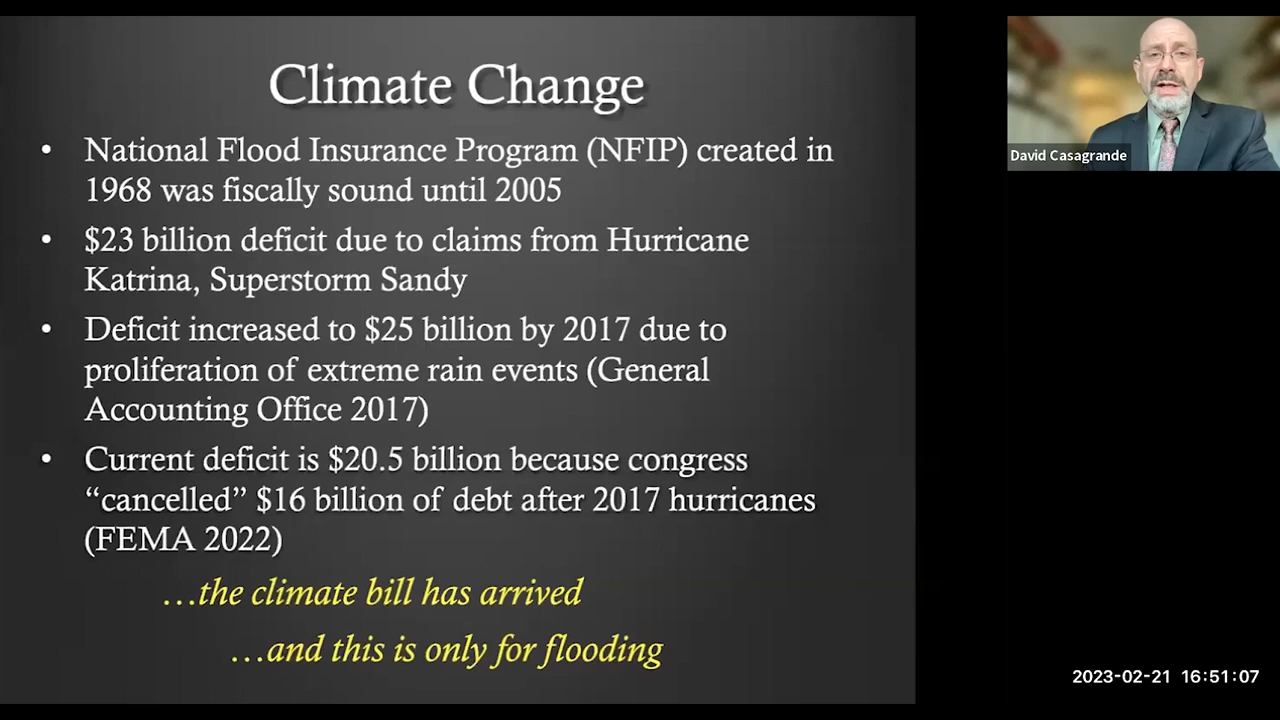 Climate Change
• National Flood Insurance Program (NFIP) created in
1968 was fiscally sound until 2005
• $23 billion deficit due to claims from Hurricane
Katrina, Superstorm Sandy
• Deficit increased to $25 billion by 2017 due to
proliferation of extreme rain events (General
Accounting Office 2017)
• Current deficit is $20.5 billion because congress
“cancelled” $16 billion of debt after 2017 hurricanes
(FEMA 2022)
…the climate bill has arrived
…and this is only for flooding
David Casagrande
2023-02-21 16:51:07